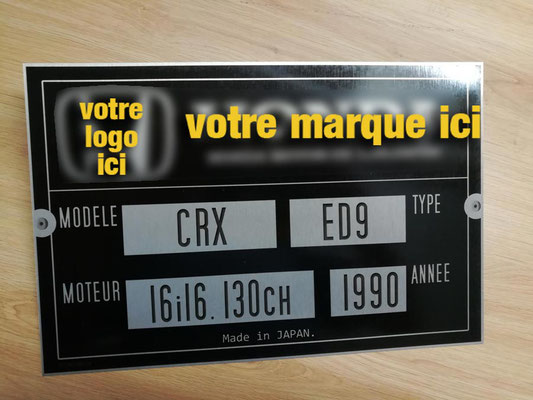 votre
logo
ici
votre marque ici
MODELE CRX ED9 TYPE
MOTEUR 16i16.130CH 1990 ANNEE
Made in JAPAN.